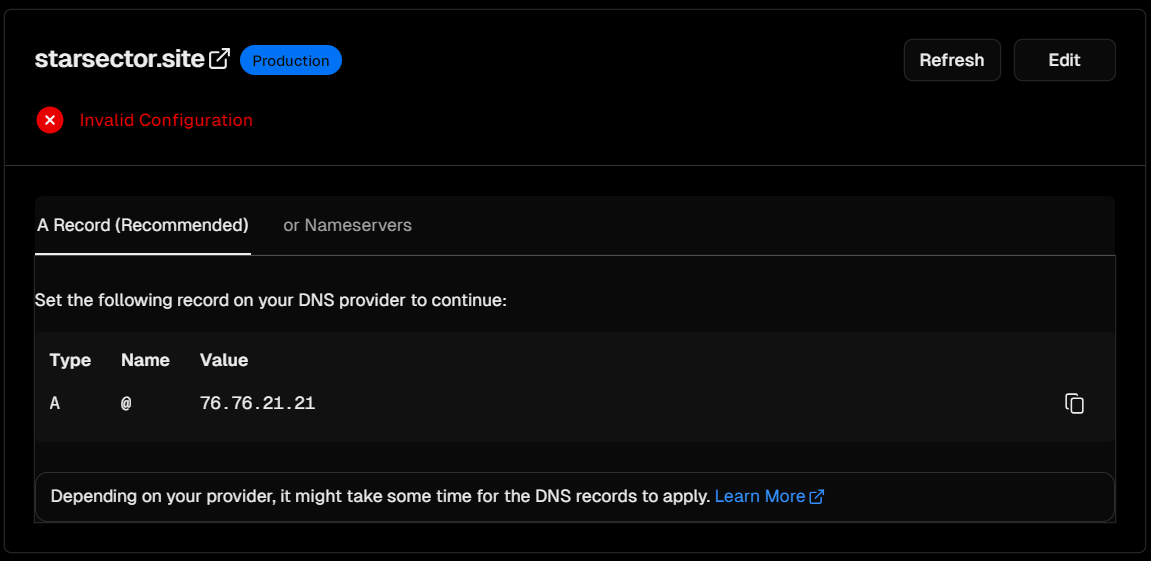 starsector.site Production Refresh Edit
Invalid Configuration
A Record (Recommended) or Nameservers
Set the following record on your DNS provider to continue:
Type Name Value
A @ 76.76.21.21
Depending on your provider, it might take some time for the DNS records to apply. Learn More